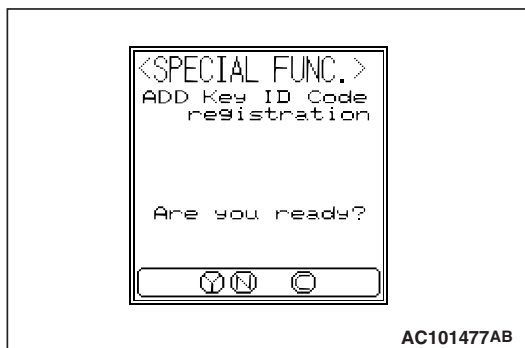 <SPECIAL FUNC.>
ADD Key ID Code
registration
Are you ready?
Y N C
AC101477AB